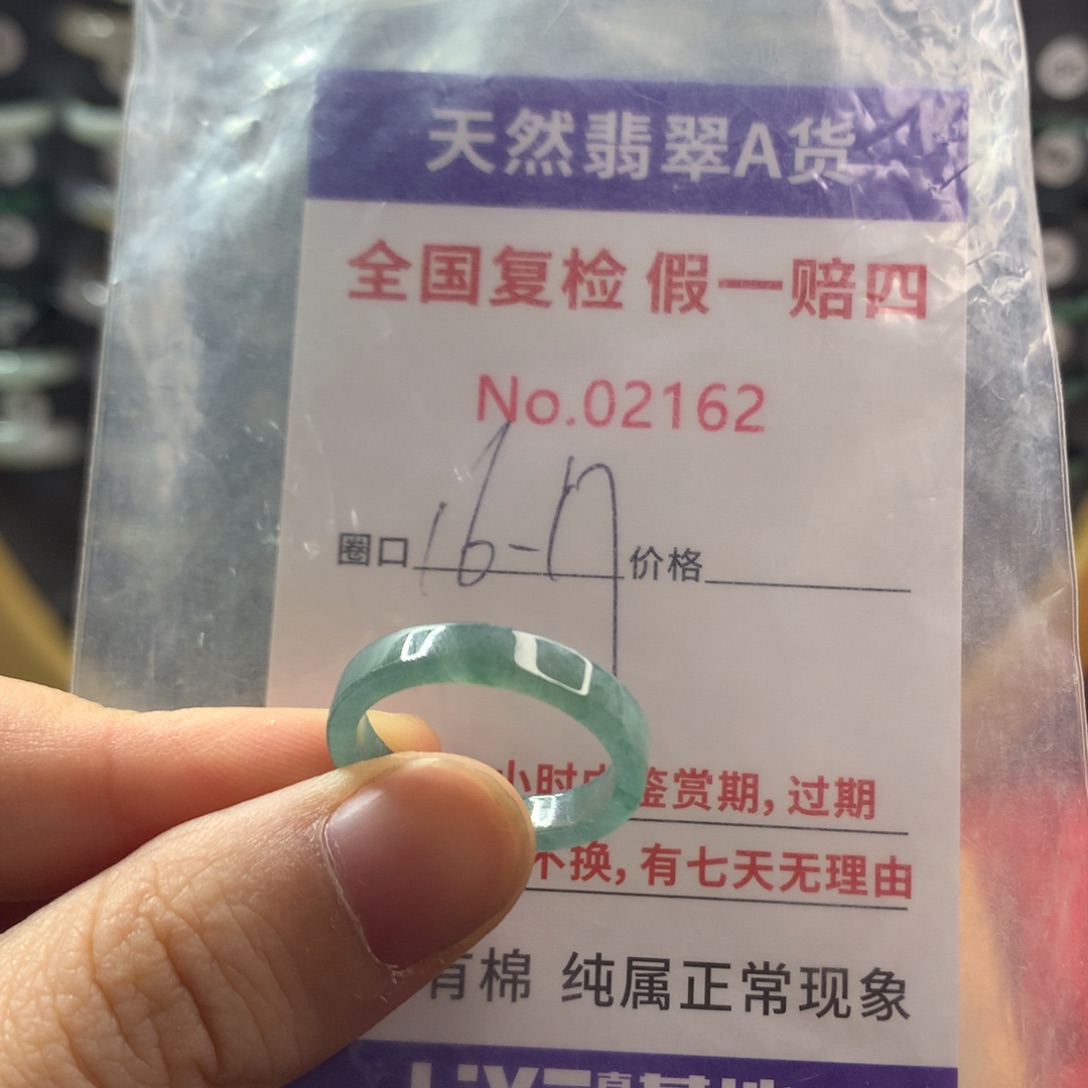 天然翡翠A货
全国复检 假一赔四
No.02162
圈口 16-17 价格
小时内鉴赏期，过期
不换，有七天无理由
有棉 纯属正常现象